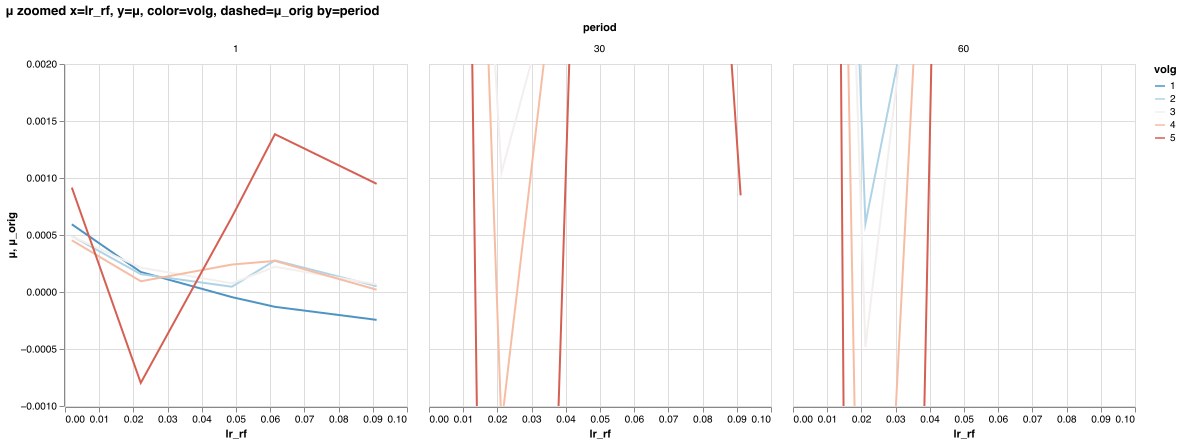 μ zoomed x=lr_rf, y=μ, color=volg, dashed=μ_orig by=period
period
1 30 60
volg
1
2
3
4
5
μ, μ_orig
0.0020
0.0015
0.0010
0.0005
0.0000
−0.0005
−0.0010
0.00 0.01 0.02 0.03 0.04 0.05 0.06 0.07 0.08 0.09 0.10 0.00 0.01 0.02 0.03 0.04 0.05 0.06 0.07 0.08 0.09 0.10 0.00 0.01 0.02 0.03 0.04 0.05 0.06 0.07 0.08 0.09 0.10
lr_rf lr_rf lr_rf